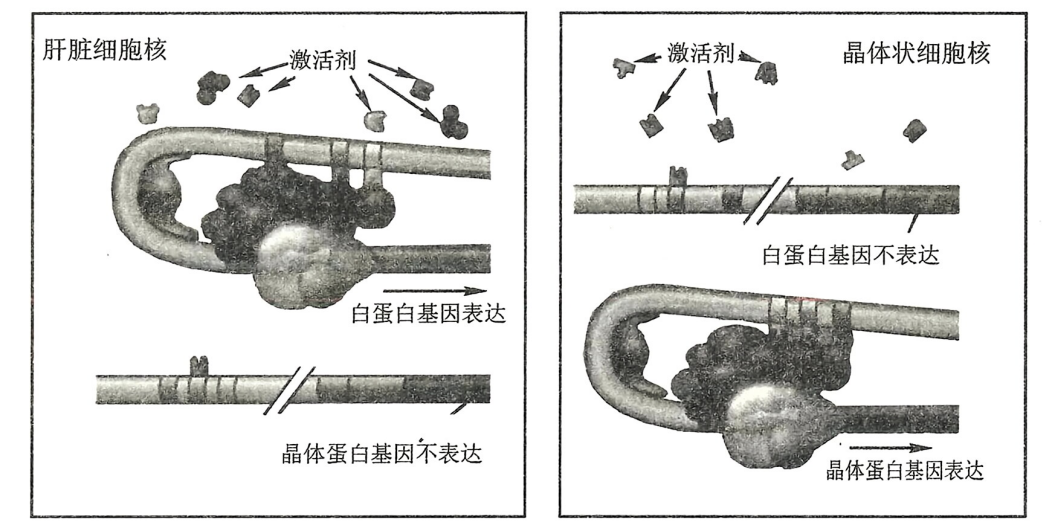 肝脏细胞核
激活剂
白蛋白基因表达
晶体蛋白基因不表达
激活剂
晶体状细胞核
白蛋白基因不表达
晶体蛋白基因表达